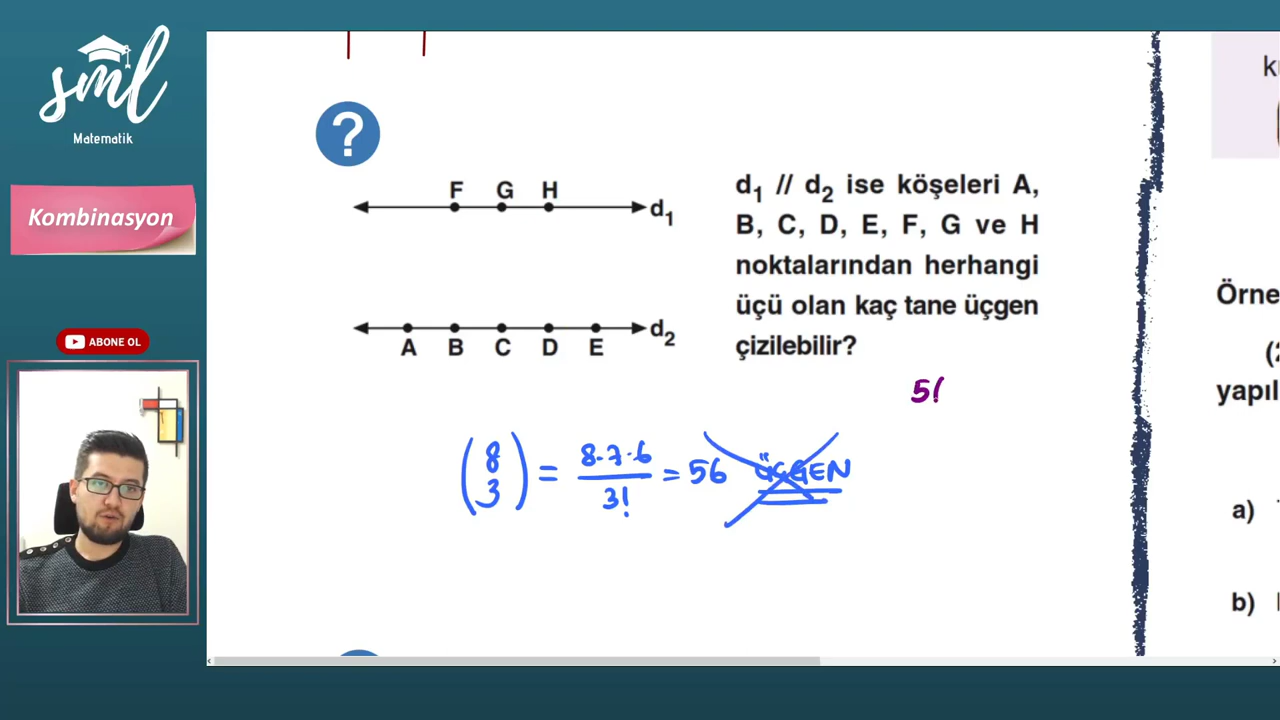 sml
Matematik
Kombinasyon
ABONE OL
?
F G H
d1
d2
A B C D E
d1 // d2 ise köşeleri A,
B, C, D, E, F, G ve H
noktalarından herhangi
üçü olan kaç tane üçgen
çizilebilir?
(8 3) = 8·7·6 / 3! = 56 ÜÇGEN
Örne
yapıl
a)
b)